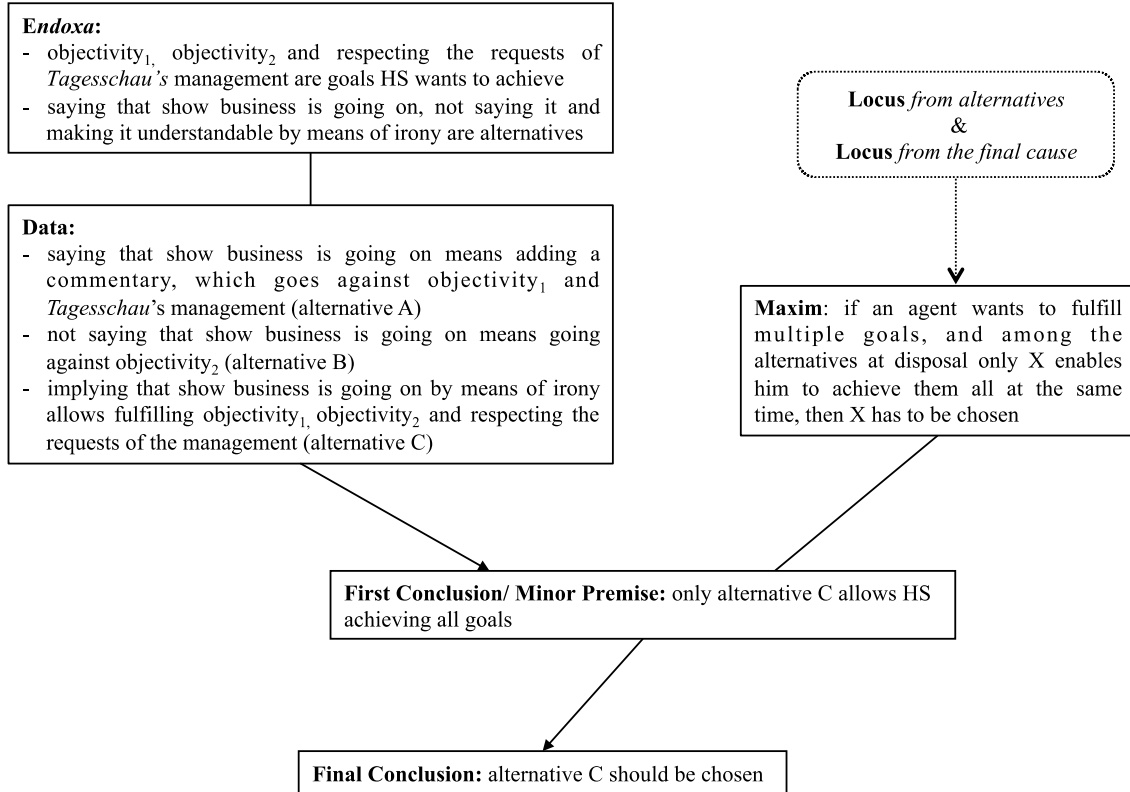 Endoxa:
- objectivity₁, objectivity₂ and respecting the requests of
Tagesschau's management are goals HS wants to achieve
- saying that show business is going on, not saying it and
making it understandable by means of irony are alternatives
Locus from alternatives
&
Locus from the final cause
Data:
- saying that show business is going on means adding a
commentary, which goes against objectivity₁ and
Tagesschau's management (alternative A)
- not saying that show business is going on means going
against objectivity₂ (alternative B)
- implying that show business is going on by means of irony
allows fulfilling objectivity₁, objectivity₂ and respecting the
requests of the management (alternative C)
Maxim: if an agent wants to fulfill
multiple goals, and among the
alternatives at disposal only X enables
him to achieve them all at the same
time, then X has to be chosen
First Conclusion/ Minor Premise: only alternative C allows HS
achieving all goals
Final Conclusion: alternative C should be chosen